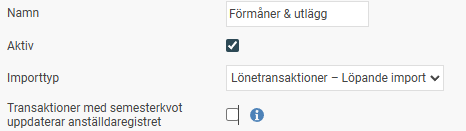 Namn Förmåner & utlägg
Aktiv
Importtyp Lönetransaktioner – Löpande import
Transaktioner med semesterkvot
uppdaterar anställdaregistret